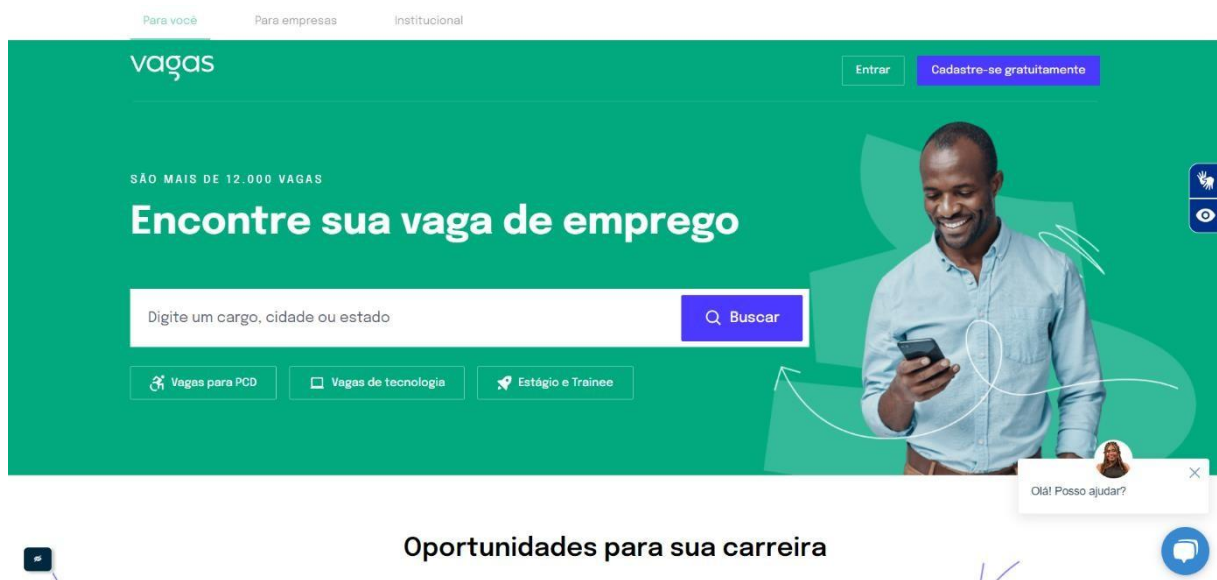 Para você Para empresas Institucional
vagas
Entrar Cadastre-se gratuitamente
SÃO MAIS DE 12.000 VAGAS
Encontre sua vaga de emprego
Digite um cargo, cidade ou estado
Buscar
Vagas para PCD Vagas de tecnologia Estágio e Trainee
Olá! Posso ajudar?
Oportunidades para sua carreira